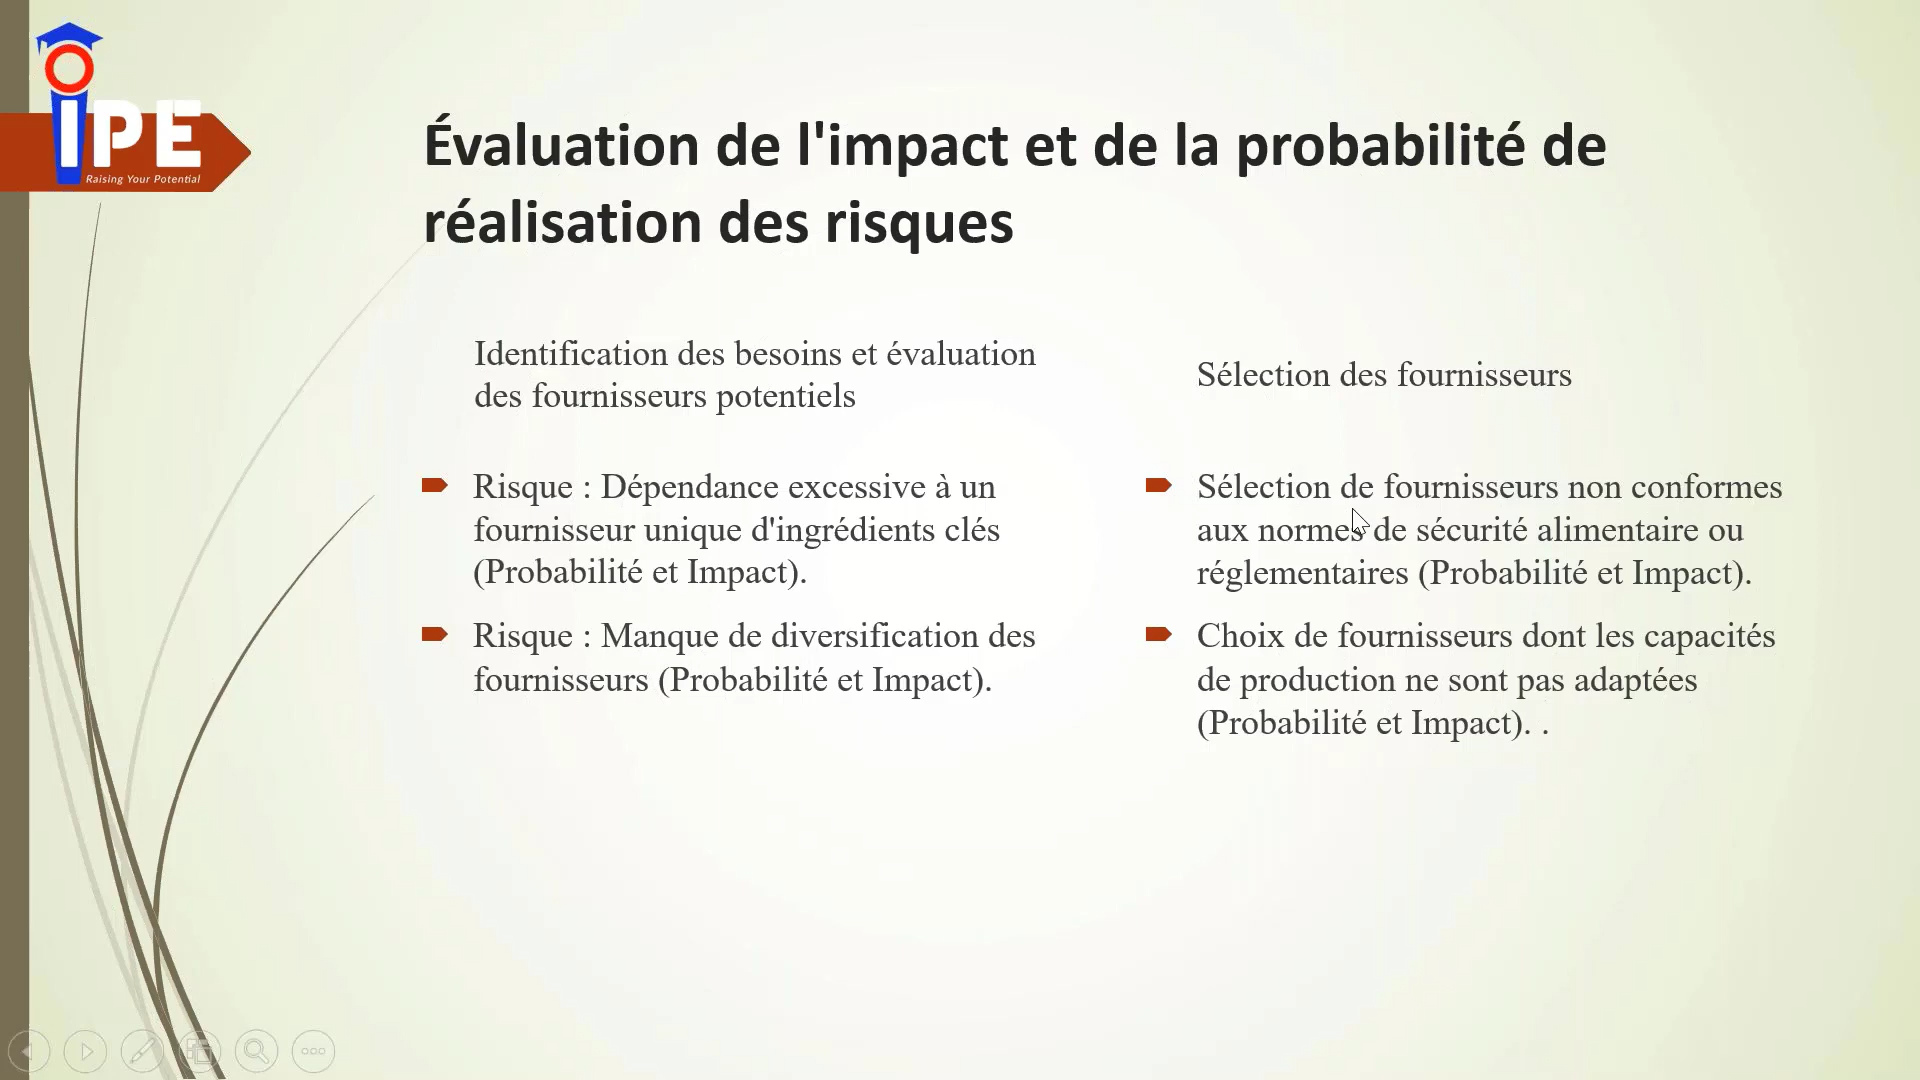 IPE
Raising Your Potential
Évaluation de l'impact et de la probabilité de
réalisation des risques
Identification des besoins et évaluation
des fournisseurs potentiels
Risque : Dépendance excessive à un
fournisseur unique d'ingrédients clés
(Probabilité et Impact).
Risque : Manque de diversification des
fournisseurs (Probabilité et Impact).
Sélection des fournisseurs
Sélection de fournisseurs non conformes
aux normes de sécurité alimentaire ou
réglementaires (Probabilité et Impact).
Choix de fournisseurs dont les capacités
de production ne sont pas adaptées
(Probabilité et Impact). .